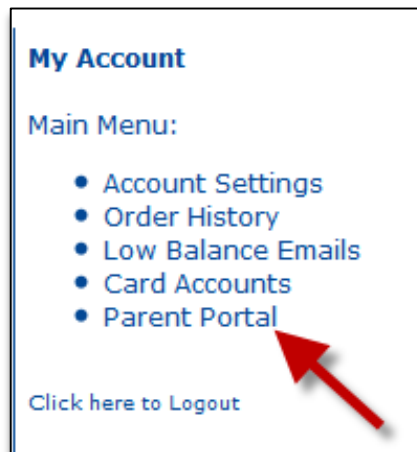 My Account
Main Menu:
• Account Settings
• Order History
• Low Balance Emails
• Card Accounts
• Parent Portal
Click here to Logout